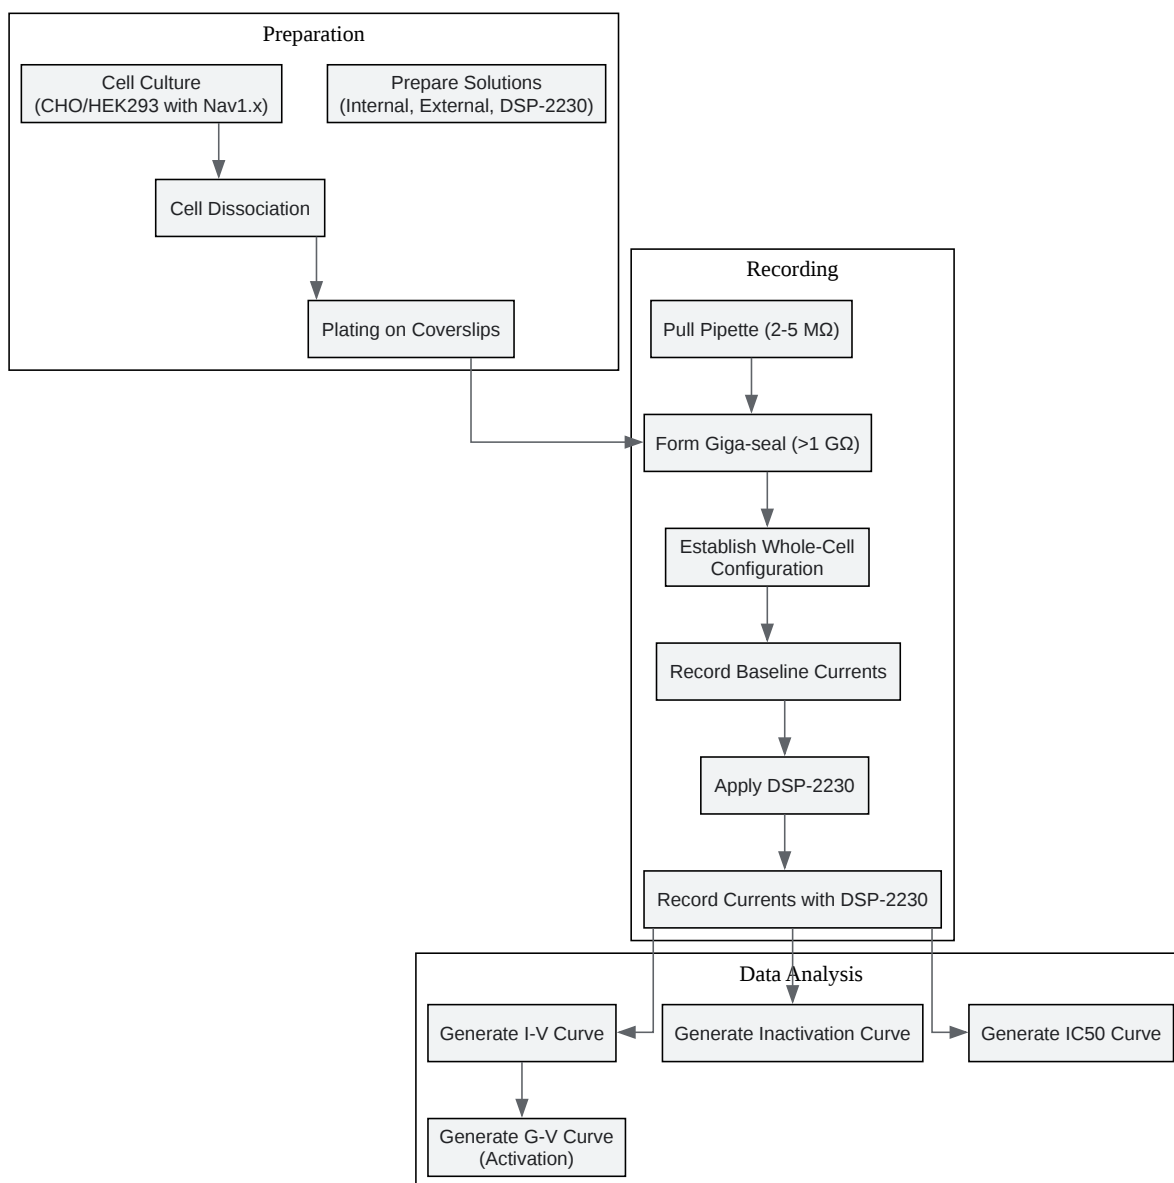 Preparation
Cell Culture
(CHO/HEK293 with Nav1.x)
Prepare Solutions
(Internal, External, DSP-2230)
Cell Dissociation
Plating on Coverslips
Recording
Pull Pipette (2-5 MΩ)
Form Giga-seal (>1 GΩ)
Establish Whole-Cell
Configuration
Record Baseline Currents
Apply DSP-2230
Record Currents with DSP-2230
Data Analysis
Generate I-V Curve
Generate Inactivation Curve
Generate IC50 Curve
Generate G-V Curve
(Activation)